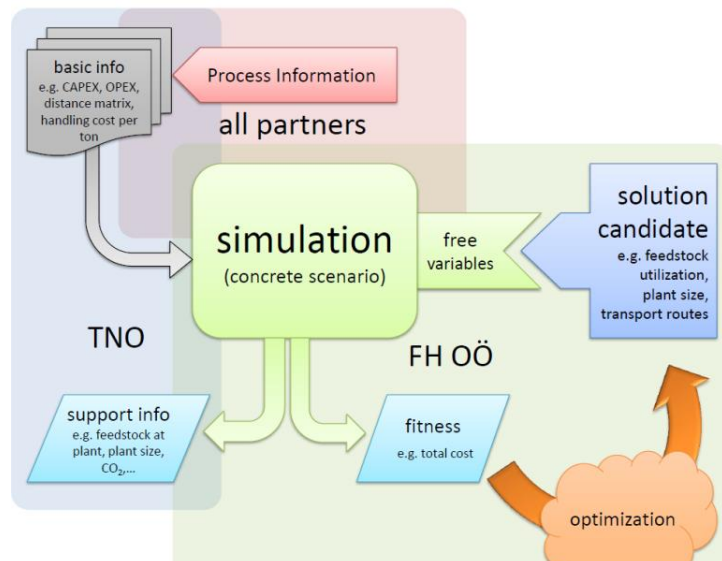 basic info
e.g. CAPEX, OPEX,
distance matrix,
handling cost per
ton
Process Information
all partners
simulation
(concrete scenario)
free
variables
solution
candidate
e.g. feedstock
utilization,
plant size,
transport routes
TNO
FH OÖ
support info
e.g. feedstock at
plant, plant size,
CO₂,...
fitness
e.g. total cost
optimization